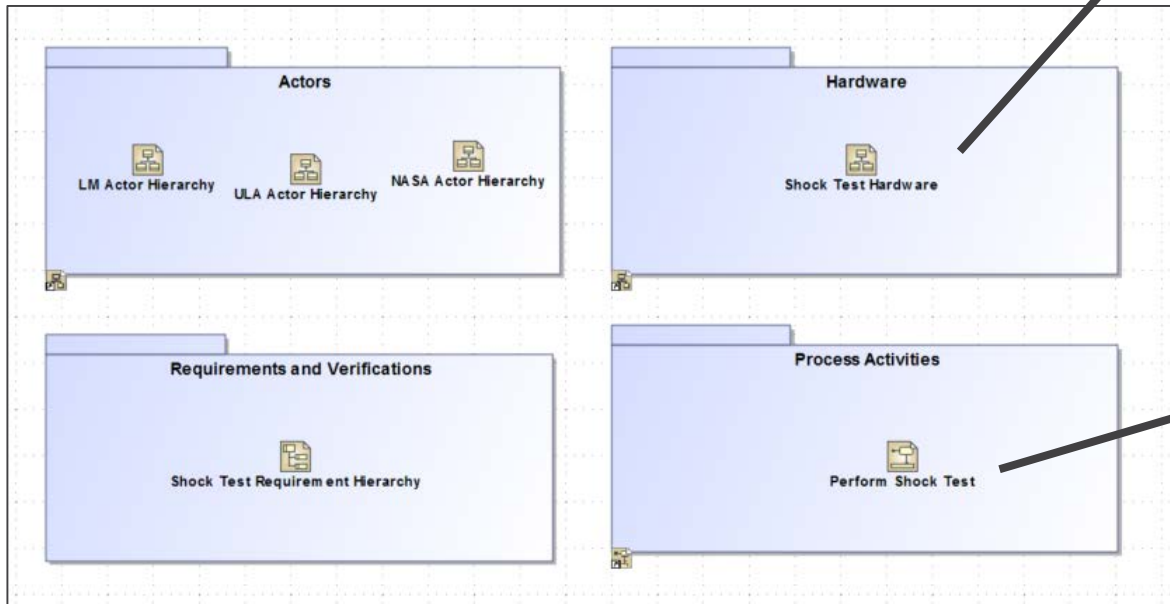 Actors
LM Actor Hierarchy
ULA Actor Hierarchy
NASA Actor Hierarchy
Hardware
Shock Test Hardware
Requirements and Verifications
Shock Test Requirement Hierarchy
Process Activities
Perform Shock Test